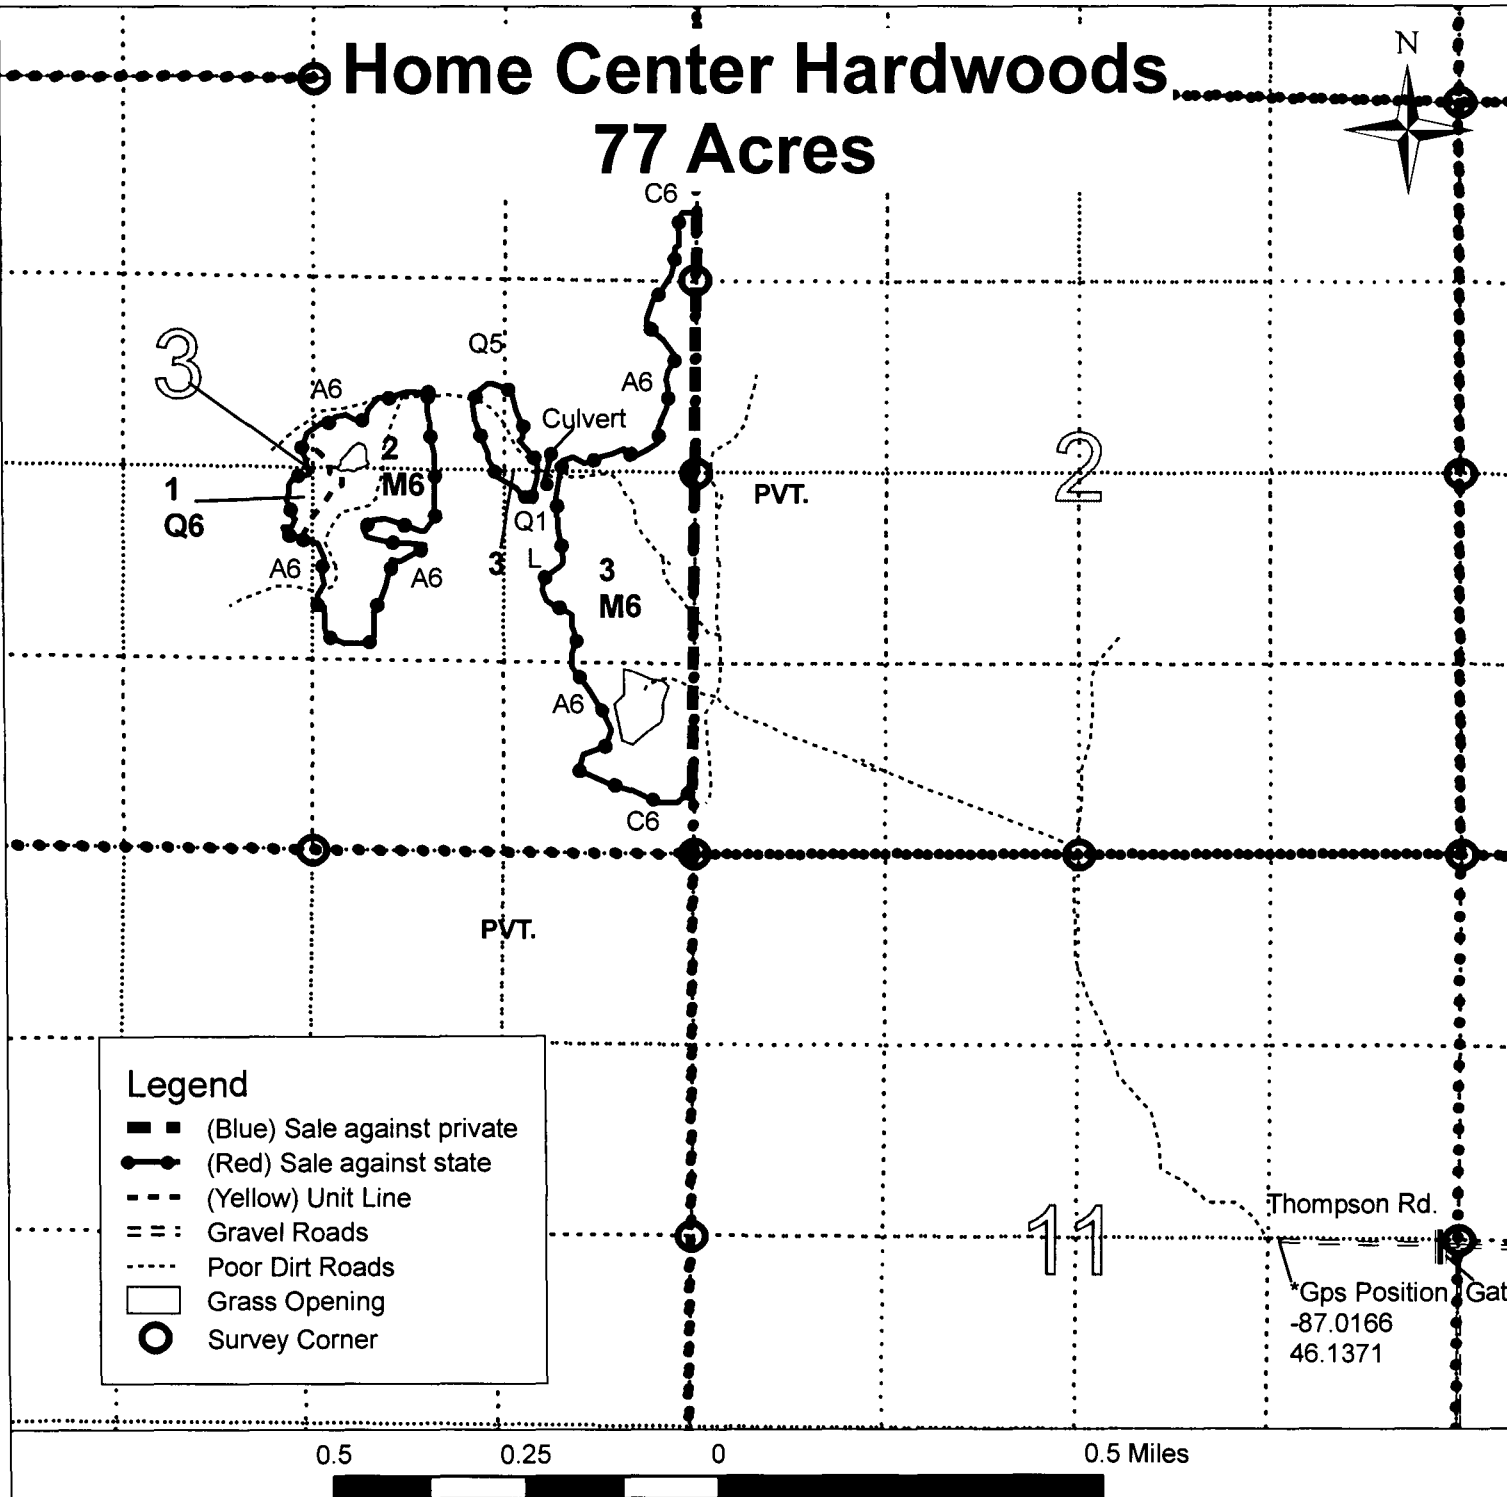 Home Center Hardwoods
77 Acres
N
C6
3
Q5
A6
A6
Culvert
2
M6
2
PVT.
1
Q6
Q1
A6
A6
L
3
3
M6
A6
C6
PVT.
Legend
(Blue) Sale against private
(Red) Sale against state
(Yellow) Unit Line
Gravel Roads
Poor Dirt Roads
Grass Opening
Survey Corner
11
Thompson Rd.
*Gps Position
-87.0166
46.1371
Gat
0.5 0.25 0 0.5 Miles